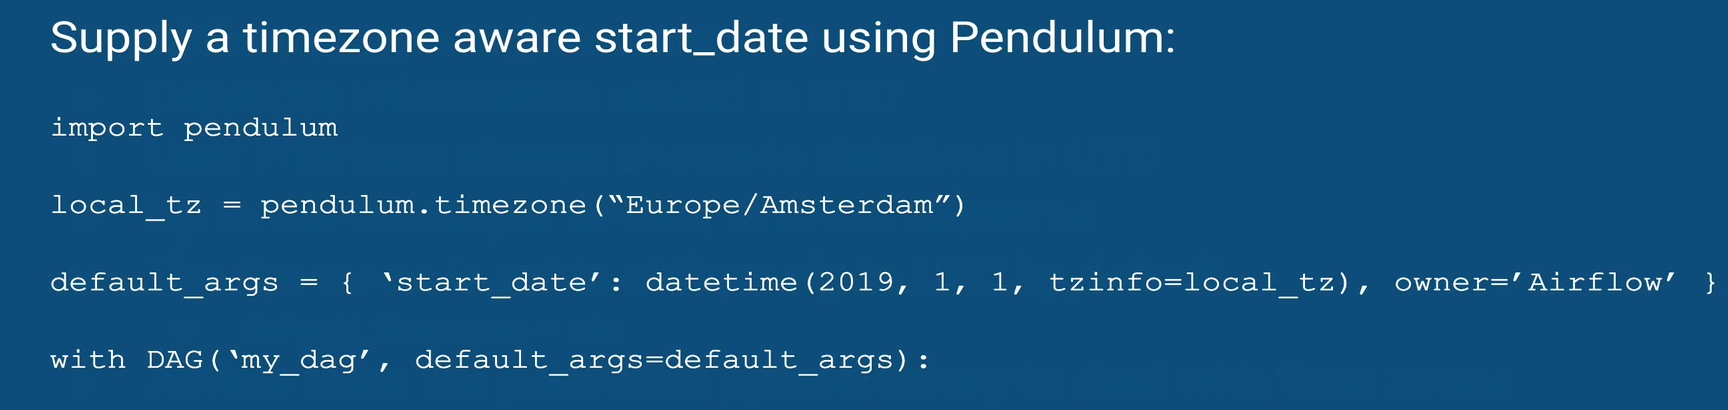 Supply a timezone aware start_date using Pendulum:
import pendulum
local_tz = pendulum.timezone(“Europe/Amsterdam”)
default_args = { ‘start_date’: datetime(2019, 1, 1, tzinfo=local_tz), owner=’Airflow’ }
with DAG(‘my_dag’, default_args=default_args):